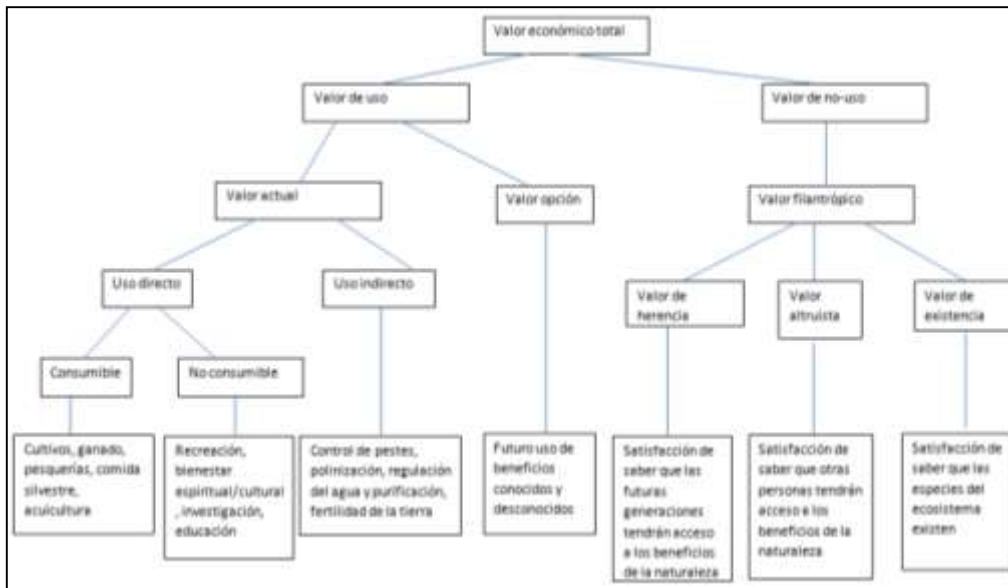 Valor económico total
Valor de uso
Valor de no-uso
Valor actual
Valor opción
Valor filantrópico
Uso directo
Uso indirecto
Valor de
herencia
Valor
altruista
Valor de
existencia
Consumible
No consumible
Cultivos, ganado,
pesquerías, comida
silvestre,
acuicultura
Recreación,
bienestar
espiritual/cultural
, investigación,
educación
Control de pestes,
polinización, regulación
del agua y purificación,
fertilidad de la tierra
Futuro uso de
beneficios
conocidos y
desconocidos
Satisfacción de
saber que las
futuras
generaciones
tendrán acceso
a los beneficios
de la naturaleza
Satisfacción de
saber que otras
personas tendrán
acceso a los
beneficios de la
naturaleza
Satisfacción de
saber que las
especies del
ecosistema
existen